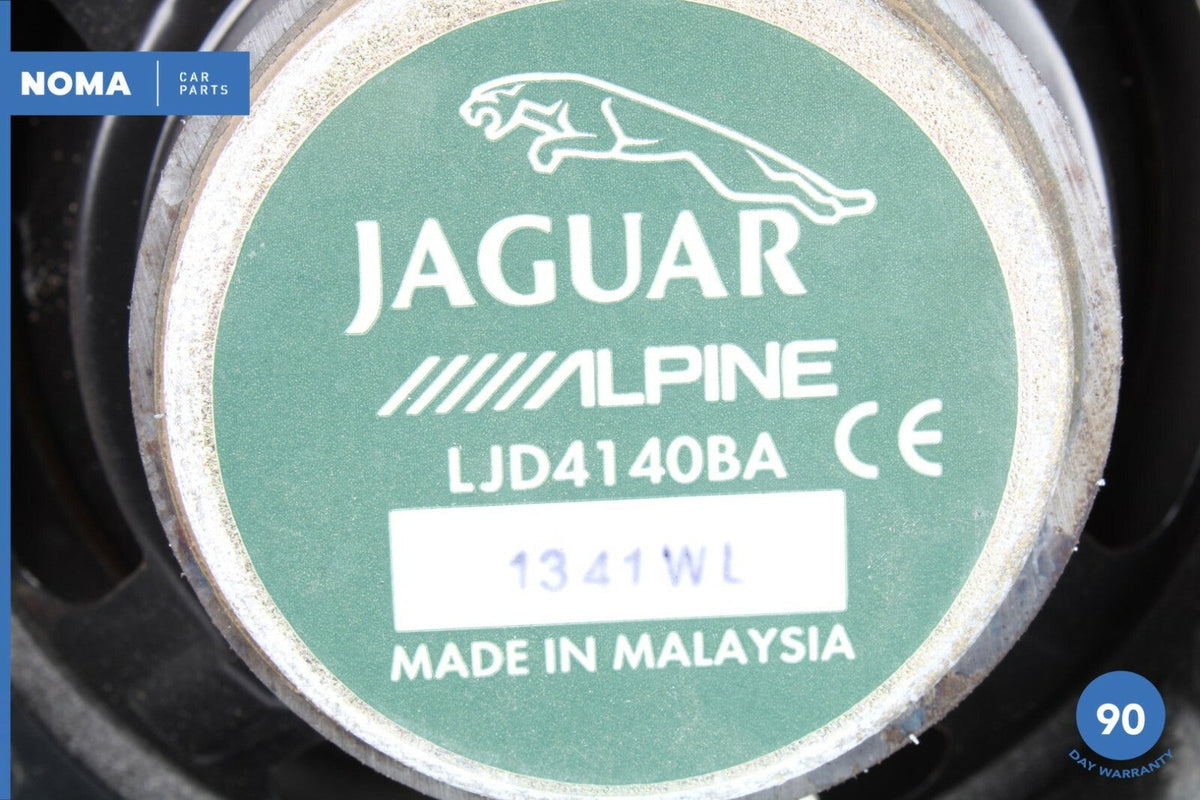 NOMA
CAR
PARTS
JAGUAR
ALPINE
LJD4140BA
CE
1341WL
MADE IN MALAYSIA
90
DAY WARRANTY